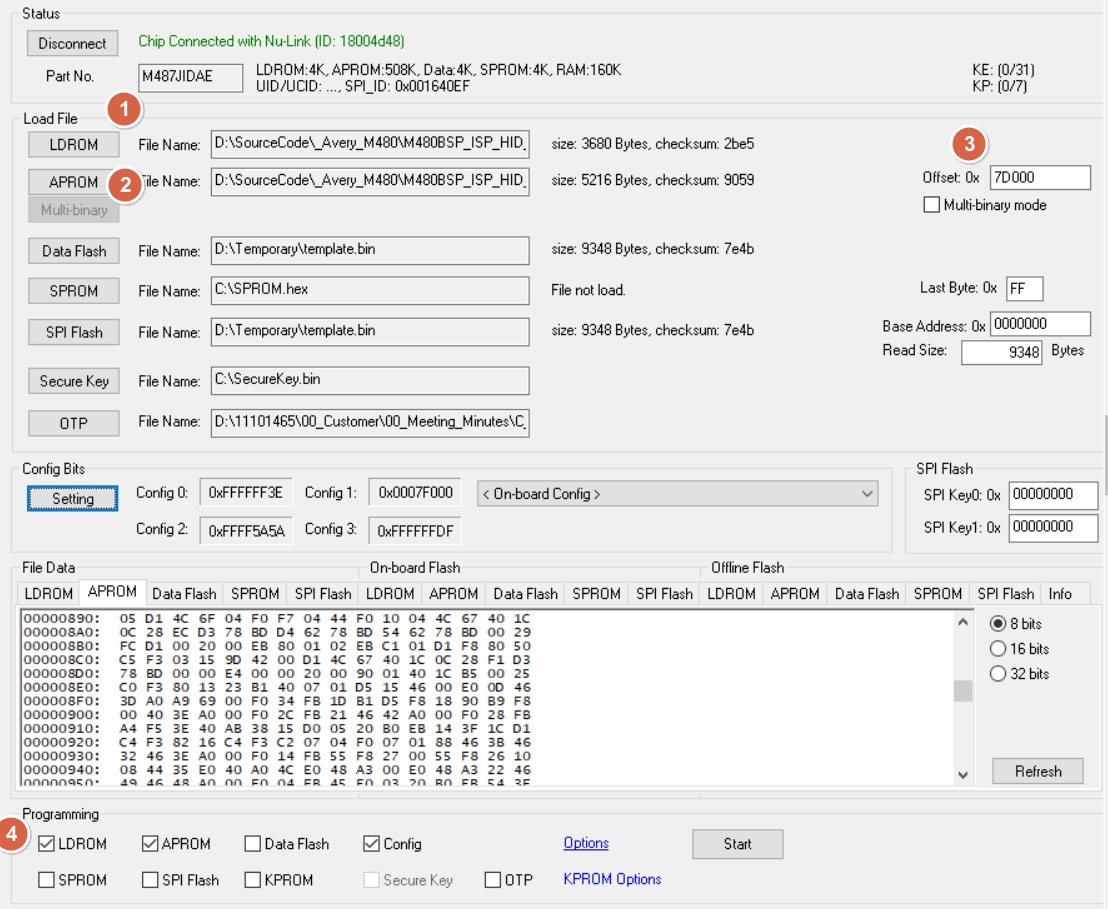 Status
Disconnect
Chip Connected with Nu-Link (ID: 18004d48)
Part No.
M487JIDAE
LDROM:4K, APROM:508K, Data:4K, SPROM:4K, RAM:160K
UID/UCID: ..., SPI_ID: 0x001640EF
KE: (0/31)
KP: (0/7)
1
Load File
LDROM File Name: D:\SourceCode\_Avery_M480\M480BSP_ISP_HID_ size: 3680 Bytes, checksum: 2be5
3
APROM 2 File Name: D:\SourceCode\_Avery_M480\M480BSP_ISP_HID_ size: 5216 Bytes, checksum: 9059
Offset: 0x 7D000
Multi-binary
Multi-binary mode
Data Flash File Name: D:\Temporary\template.bin size: 9348 Bytes, checksum: 7e4b
SPROM File Name: C:\SPROM.hex File not load. Last Byte: 0x FF
SPI Flash File Name: D:\Temporary\template.bin size: 9348 Bytes, checksum: 7e4b
Base Address: 0x 0000000
Read Size: 9348 Bytes
Secure Key File Name: C:\SecureKey.bin
OTP File Name: D:\11101465\00_Customer\00_Meeting_Minutes\C_
Config Bits
Setting Config 0: 0xFFFFFF3E Config 1: 0x0007F000 < On-board Config >
Config 2: 0xFFFF5A5A Config 3: 0xFFFFFFDF
SPI Flash
SPI Key0: 0x 00000000
SPI Key1: 0x 00000000
File Data On-board Flash Offline Flash
LDROM APROM Data Flash SPROM SPI Flash LDROM APROM Data Flash SPROM SPI Flash LDROM APROM Data Flash SPROM SPI Flash Info
00000890: 05 D1 4C 6F 04 F0 F7 04 44 F0 10 04 4C 67 40 1C
000008A0: 0C 28 EC D3 78 BD D4 62 78 BD 54 62 78 BD 00 29
000008B0: FC D1 00 20 00 EB 80 01 02 EB C1 01 D1 F8 80 50
000008C0: C5 F3 03 15 9D 42 00 D1 4C 67 40 1C 0C 28 F1 D3
000008D0: 78 BD 00 00 E4 00 00 20 00 90 01 40 1C B5 00 25
000008E0: C0 F3 80 13 23 B1 40 07 01 D5 15 46 00 E0 0D 46
000008F0: 3D A0 A9 69 00 F0 34 FB 1D B1 D5 F8 18 90 B9 F8
00000900: 00 40 3E A0 00 F0 2C FB 21 46 42 A0 00 F0 28 FB
00000910: A4 F5 3E 40 AB 38 15 D0 05 20 B0 EB 14 3F 1C D1
00000920: C4 F3 82 16 C4 F3 C2 07 04 F0 07 01 88 46 3B 46
00000930: 32 46 3E A0 00 F0 14 FB 55 F8 27 00 55 F8 26 10
00000940: 08 44 35 E0 40 A0 4C E0 48 A3 00 E0 48 A3 22 46
00000950: 49 46 48 A0 00 F0 04 FB 45 F0 03 20 B0 FB 54 3F
8 bits
16 bits
32 bits
Refresh
Programming
4
LDROM APROM Data Flash Config Options Start
SPROM SPI Flash KPROM Secure Key OTP KPROM Options